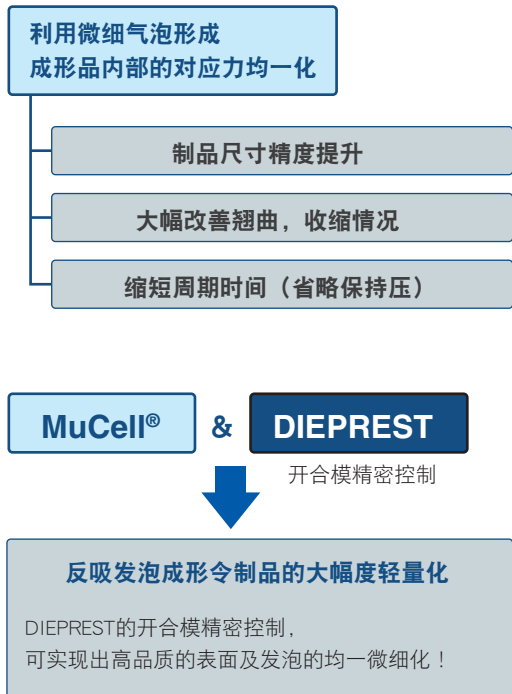 利用微细气泡形成
成形品内部的对应力均一化
制品尺寸精度提升
大幅改善翘曲，收缩情况
缩短周期时间（省略保持压）
MuCell® & DIEPREST
开合模精密控制
反吸发泡成形令制品的大幅度轻量化
DIEPREST的开合模精密控制，
可实现出高品质的表面及发泡的均一微细化！